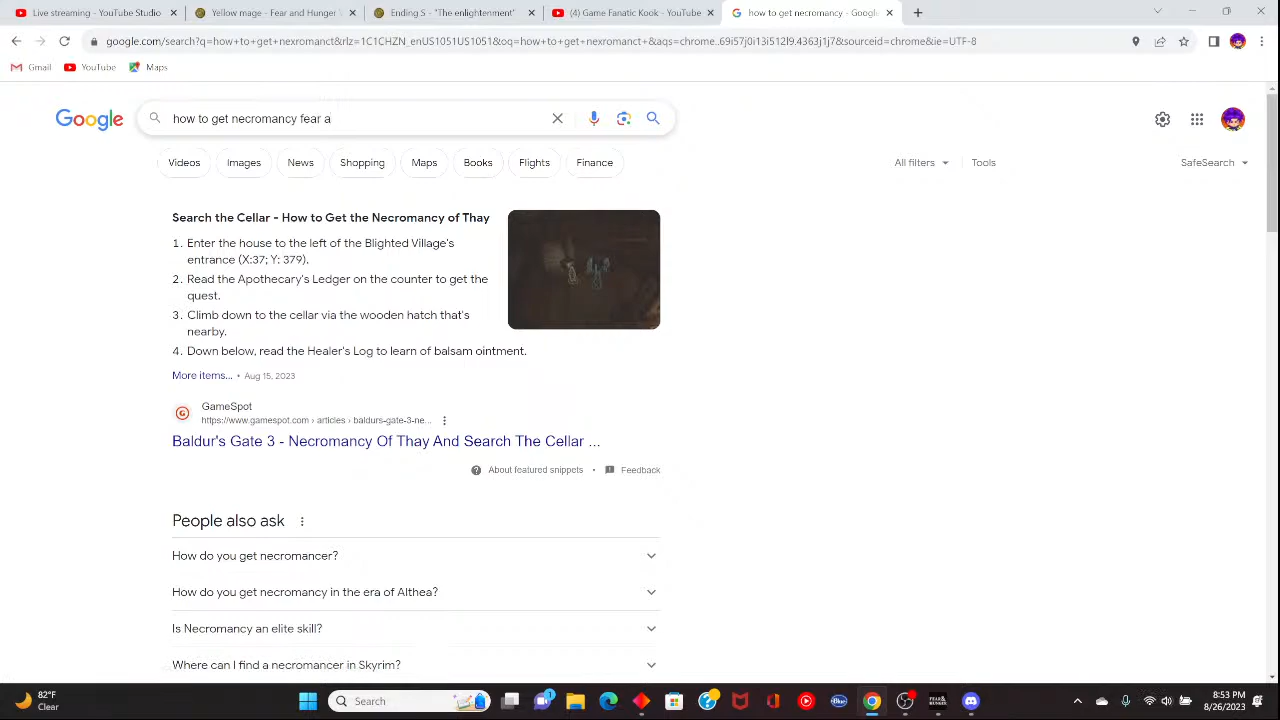 Live streaming - YouTube Studio
Yellow mage - Fear and Hunger
Ending S - "Therenlightenment"
(4) Game Fanatic Kook - YouTube
how to get necromancy - Google
google.com/search?q=how+to+get+nexromanct&rlz=1C1CHZN_enUS1051US1051&oq=how+to+get+nexromanct+&aqs=chrome..69i57j0i13i512l9.4363j1j7&sourceid=chrome&ie=UTF-8
Gmail
YouTube
Maps
Google
how to get necromancy fear a
Videos
Images
News
Shopping
Maps
Books
Flights
Finance
All filters
Tools
SafeSearch
Search the Cellar - How to Get the Necromancy of Thay
1. Enter the house to the left of the Blighted Village's
entrance (X:37; Y: 379).
2. Read the Apothecary's Ledger on the counter to get the
quest.
3. Climb down to the cellar via the wooden hatch that's
nearby.
4. Down below, read the Healer's Log to learn of balsam ointment.
More items... • Aug 15, 2023
GameSpot
https://www.gamespot.com › articles › baldurs-gate-3-ne...
Baldur's Gate 3 - Necromancy Of Thay And Search The Cellar ...
About featured snippets • Feedback
People also ask
How do you get necromancer?
How do you get necromancy in the era of Althea?
Is Necromancy an elite skill?
Where can I find a necromancer in Skyrim?
82°F
Clear
Search
8:53 PM
8/26/2023